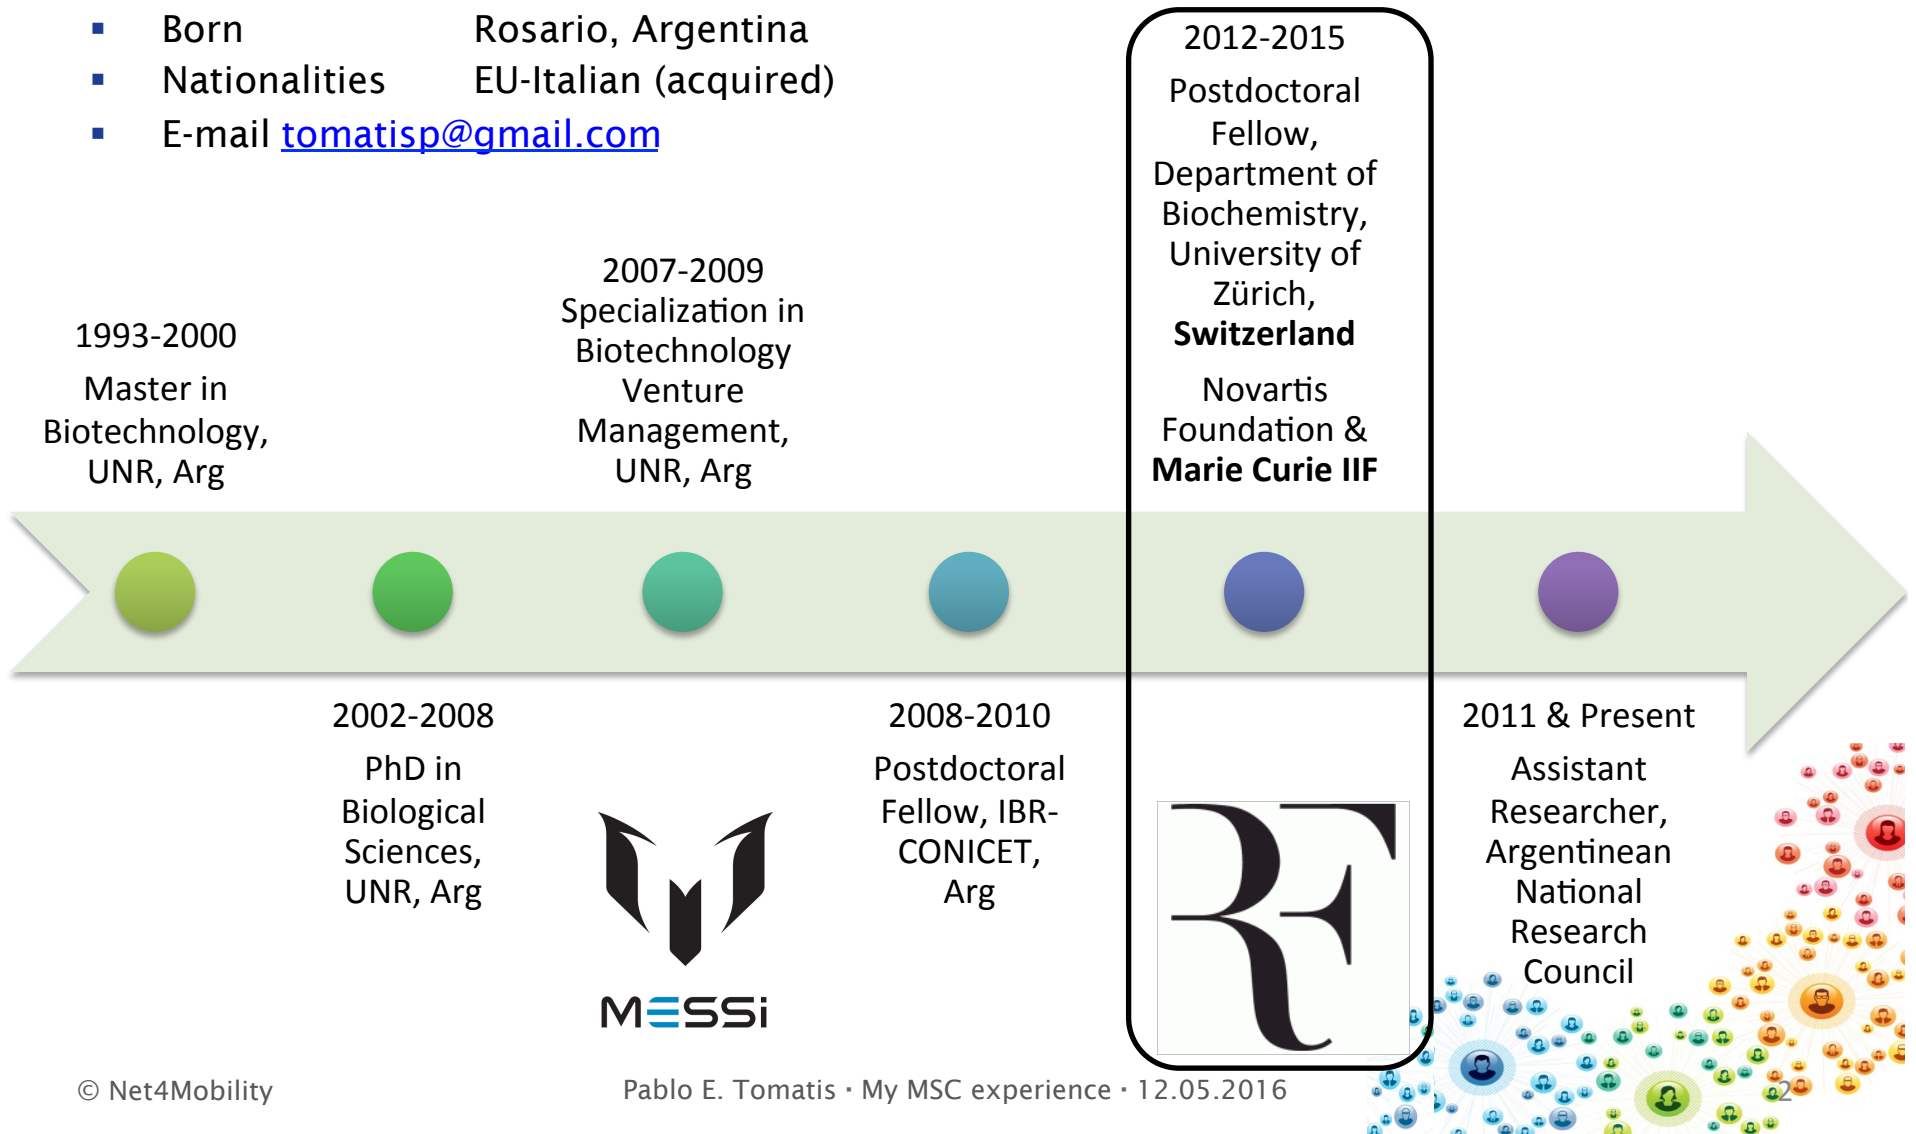 Born Rosario, Argentina
Nationalities EU-Italian (acquired)
E-mail tomatisp@gmail.com
1993-2000
Master in
Biotechnology,
UNR, Arg
2002-2008
PhD in
Biological
Sciences,
UNR, Arg
2007-2009
Specialization in
Biotechnology
Venture
Management,
UNR, Arg
MESSi
2008-2010
Postdoctoral
Fellow, IBR-
CONICET,
Arg
2012-2015
Postdoctoral
Fellow,
Department of
Biochemistry,
University of
Zürich,
Switzerland
Novartis
Foundation &
Marie Curie IIF
RF
2011 & Present
Assistant
Researcher,
Argentinean
National
Research
Council
© Net4Mobility
Pablo E. Tomatis · My MSC experience · 12.05.2016
2